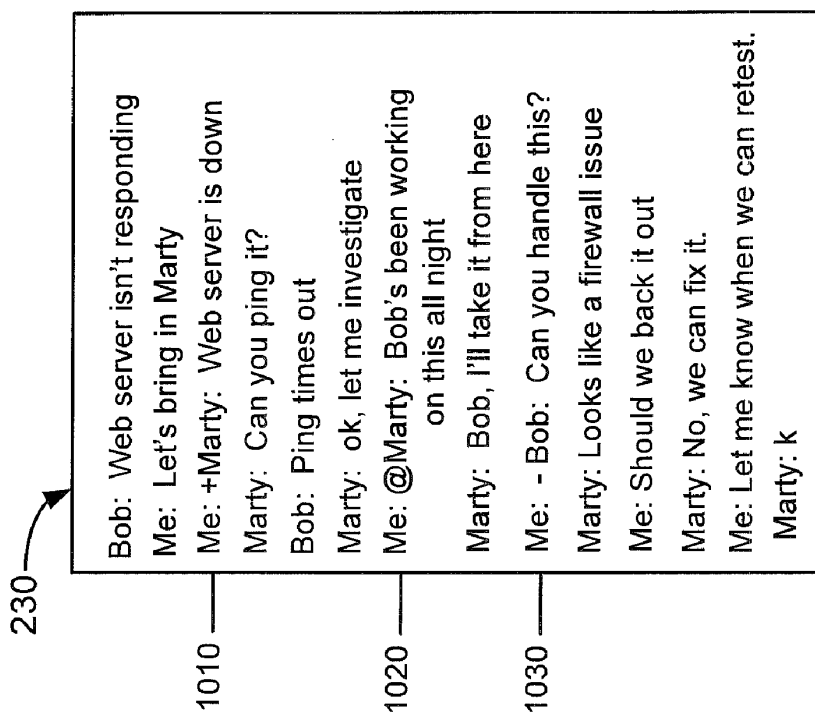 230
Bob: Web server isn't responding
Me: Let's bring in Marty
1010
Me: +Marty: Web server is down
Marty: Can you ping it?
Bob: Ping times out
Marty: ok, let me investigate
1020
Me: @Marty: Bob's been working
on this all night
Marty: Bob, I'll take it from here
1030
Me: - Bob: Can you handle this?
Marty: Looks like a firewall issue
Me: Should we back it out
Marty: No, we can fix it.
Me: Let me know when we can retest.
Marty: k